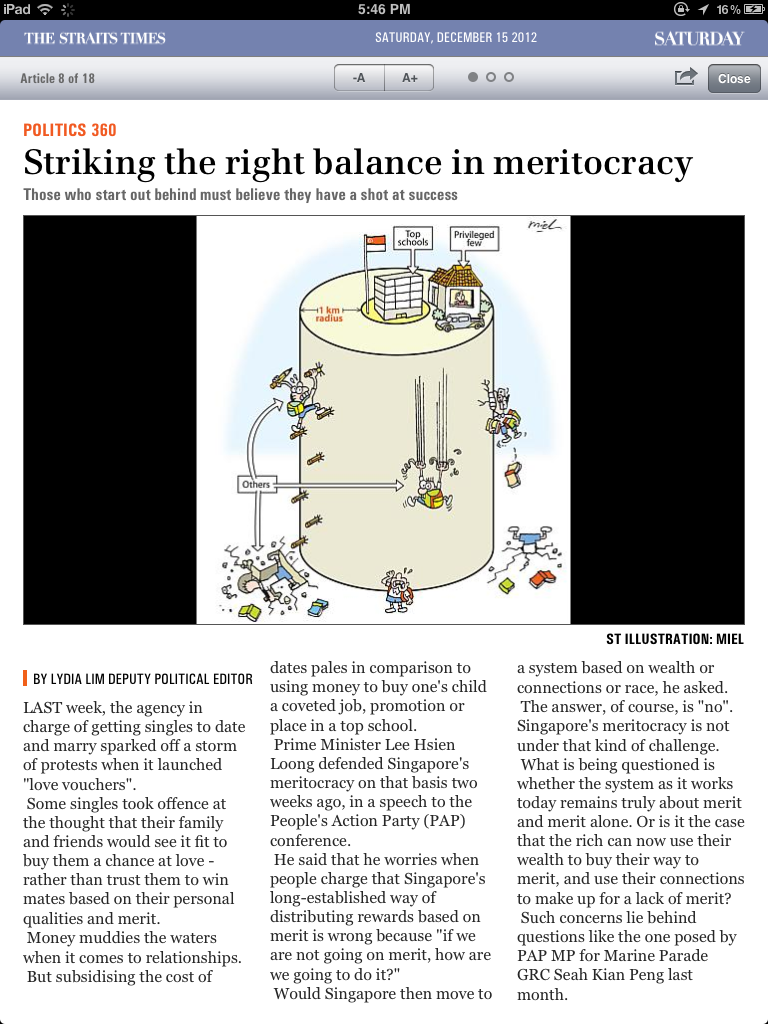 iPad
5:46 PM
16%
THE STRAITS TIMES
SATURDAY, DECEMBER 15 2012
SATURDAY
Article 8 of 18
-A
A+
Close
POLITICS 360
Striking the right balance in meritocracy
Those who start out behind must believe they have a shot at success
miel
Top
schools
Privileged
few
1 km
radius
Others
ST ILLUSTRATION: MIEL
BY LYDIA LIM DEPUTY POLITICAL EDITOR
LAST week, the agency in
charge of getting singles to date
and marry sparked off a storm
of protests when it launched
"love vouchers".
Some singles took offence at
the thought that their family
and friends would see it fit to
buy them a chance at love -
rather than trust them to win
mates based on their personal
qualities and merit.
Money muddies the waters
when it comes to relationships.
But subsidising the cost of
dates pales in comparison to
using money to buy one's child
a coveted job, promotion or
place in a top school.
Prime Minister Lee Hsien
Loong defended Singapore's
meritocracy on that basis two
weeks ago, in a speech to the
People's Action Party (PAP)
conference.
He said that he worries when
people charge that Singapore's
long-established way of
distributing rewards based on
merit is wrong because "if we
are not going on merit, how are
we going to do it?"
Would Singapore then move to
a system based on wealth or
connections or race, he asked.
The answer, of course, is "no".
Singapore's meritocracy is not
under that kind of challenge.
What is being questioned is
whether the system as it works
today remains truly about merit
and merit alone. Or is it the case
that the rich can now use their
wealth to buy their way to
merit, and use their connections
to make up for a lack of merit?
Such concerns lie behind
questions like the one posed by
PAP MP for Marine Parade
GRC Seah Kian Peng last
month.